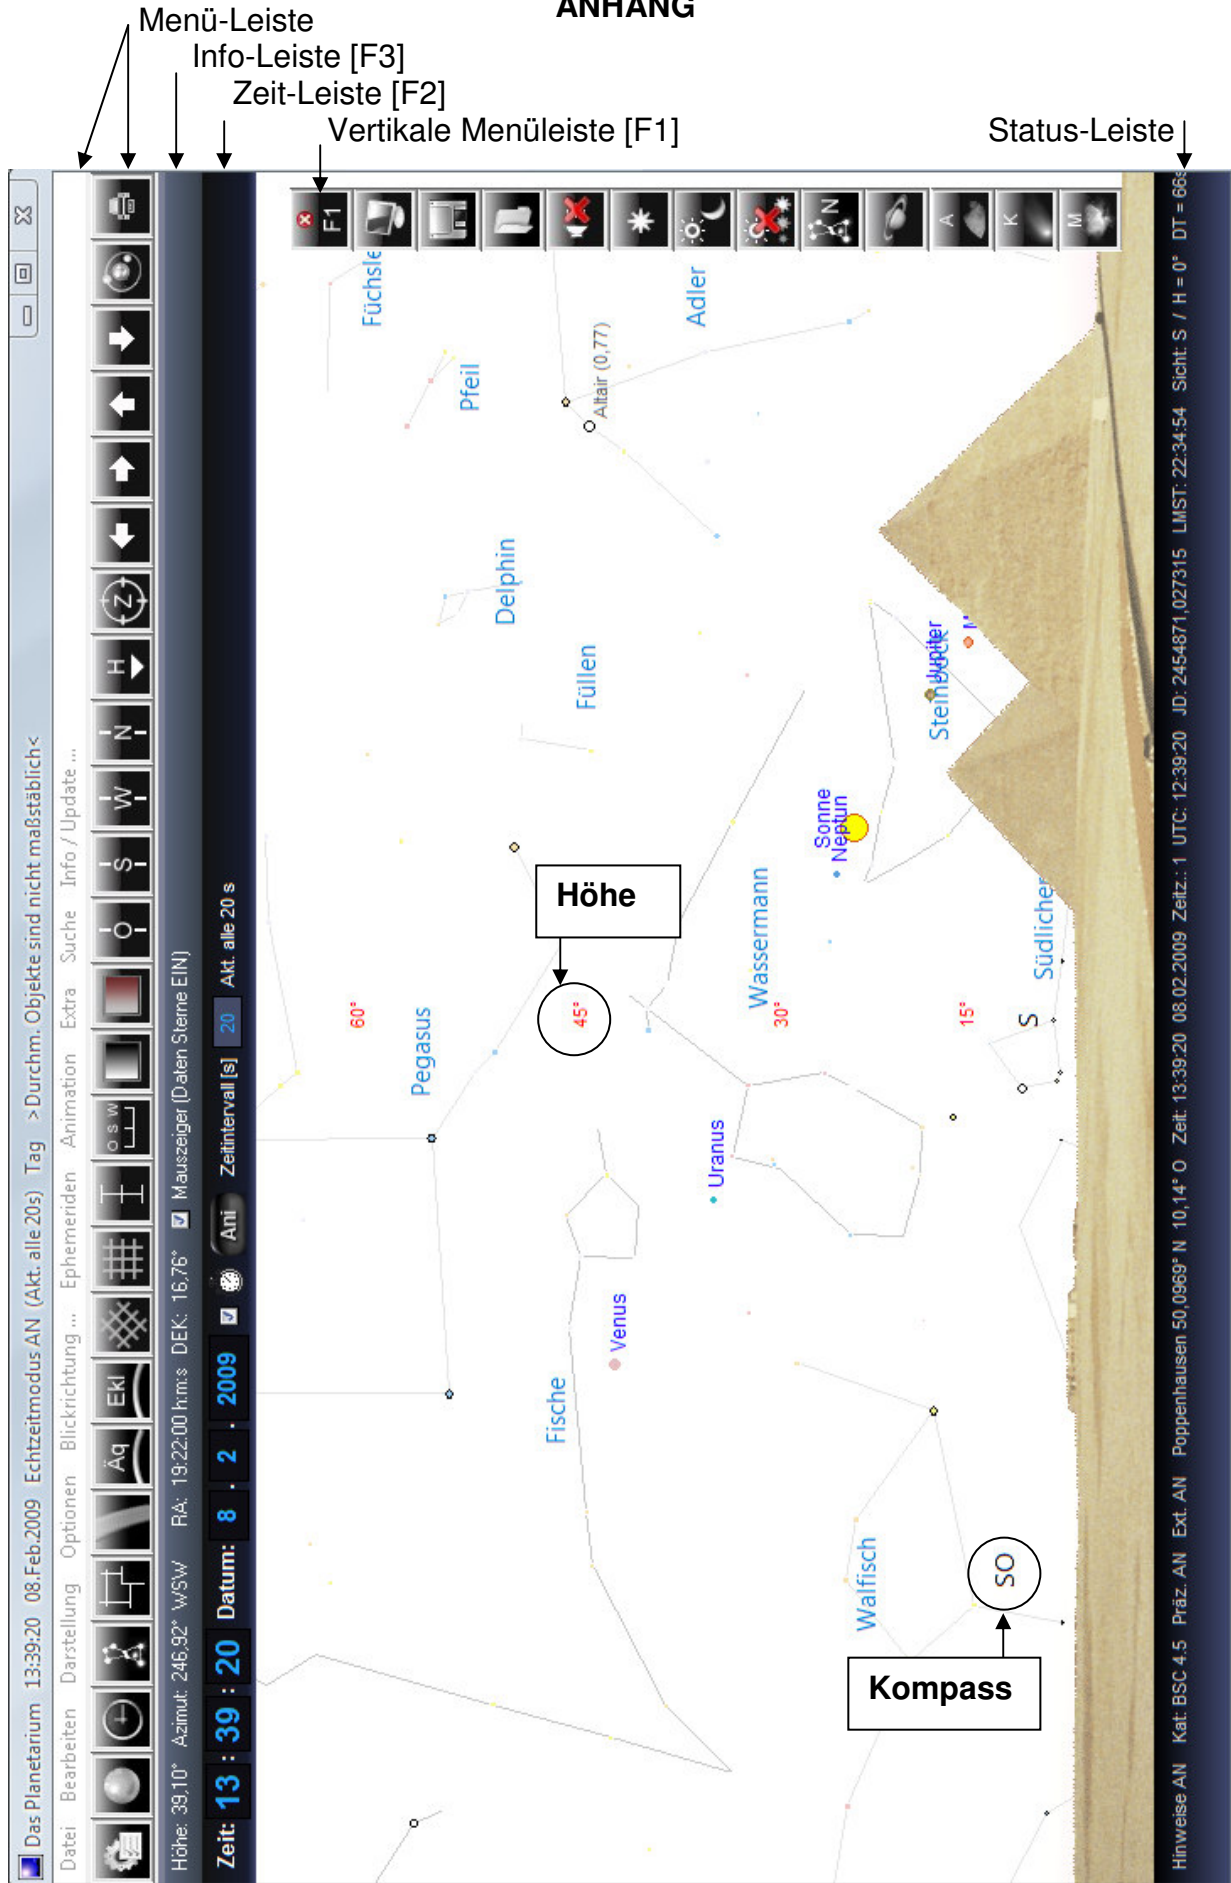 ANHANG
Menü-Leiste
Info-Leiste [F3]
Zeit-Leiste [F2]
Vertikale Menüleiste [F1]
Status-Leiste
Das Planetarium 13:39:20 08.Feb.2009 Echtzeitmodus AN (Akt. alle 20s) Tag >Durchm. Objekte sind nicht maßstäblich<
Datei Bearbeiten Darstellung Optionen Blickrichtung ... Ephemeriden Animation Extra Suche Info / Update ...
Äq Ekl O S W O S W N H Z
Höhe: 39,10° Azimut: 246,92° WSW RA: 19:22:00 h:m:s DEK: 16,76° Mauszeiger (Daten Sterne EIN)
Zeit: 13 : 39 : 20 Datum: 8 . 2 . 2009 Ani Zeitintervall [s] 20 Akt. alle 20 s
F1
N
A
K
M
Füchsle
Pfeil
Adler
Altair (0,77)
Delphin
Füllen
Pegasus
60°
45°
30°
15°
Höhe
Wassermann
Sonne
Neptun
Jupiter
Steinbock
Südlicher
S
Uranus
Venus
Fische
Walfisch
SO
Kompass
Hinweise AN Kat: BSC 4.5 Präz. AN Ext. AN Poppenhausen 50,0969° N 10,14° O Zeit: 13:39:20 08.02.2009 Zeitz.: 1 UTC: 12:39:20 JD: 2454871,027315 LMST: 22:34:54 Sicht: S / H = 0° DT = 66s